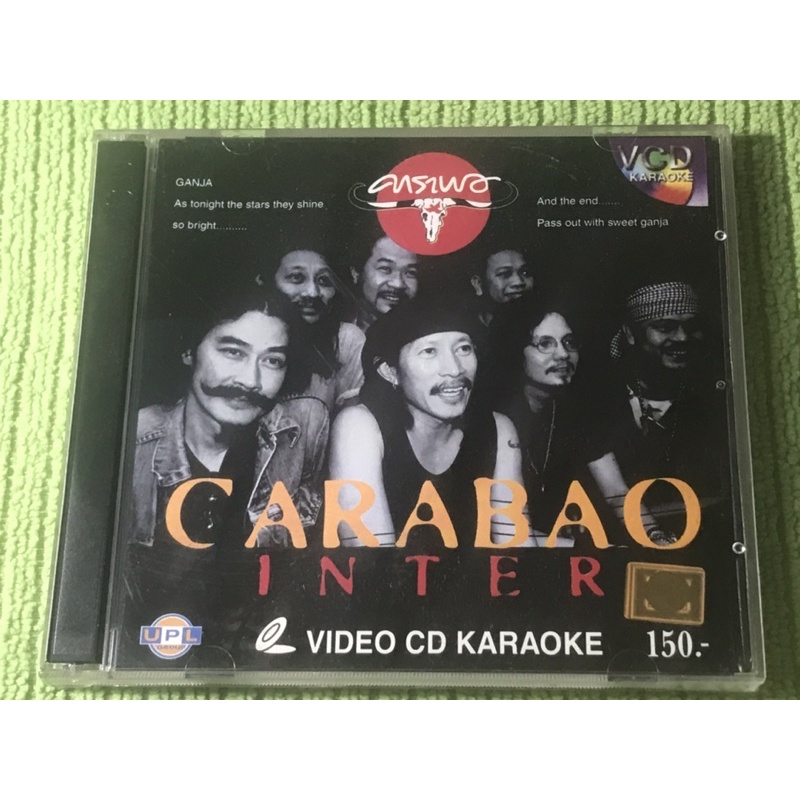 คาราบาว
VCD
KARAOKE
GANJA
As tonight the stars they shine
so bright..........
And the end.......
Pass out with sweet ganja
CARABAO
INTER
UPL
GROUP
VIDEO CD KARAOKE
150.-